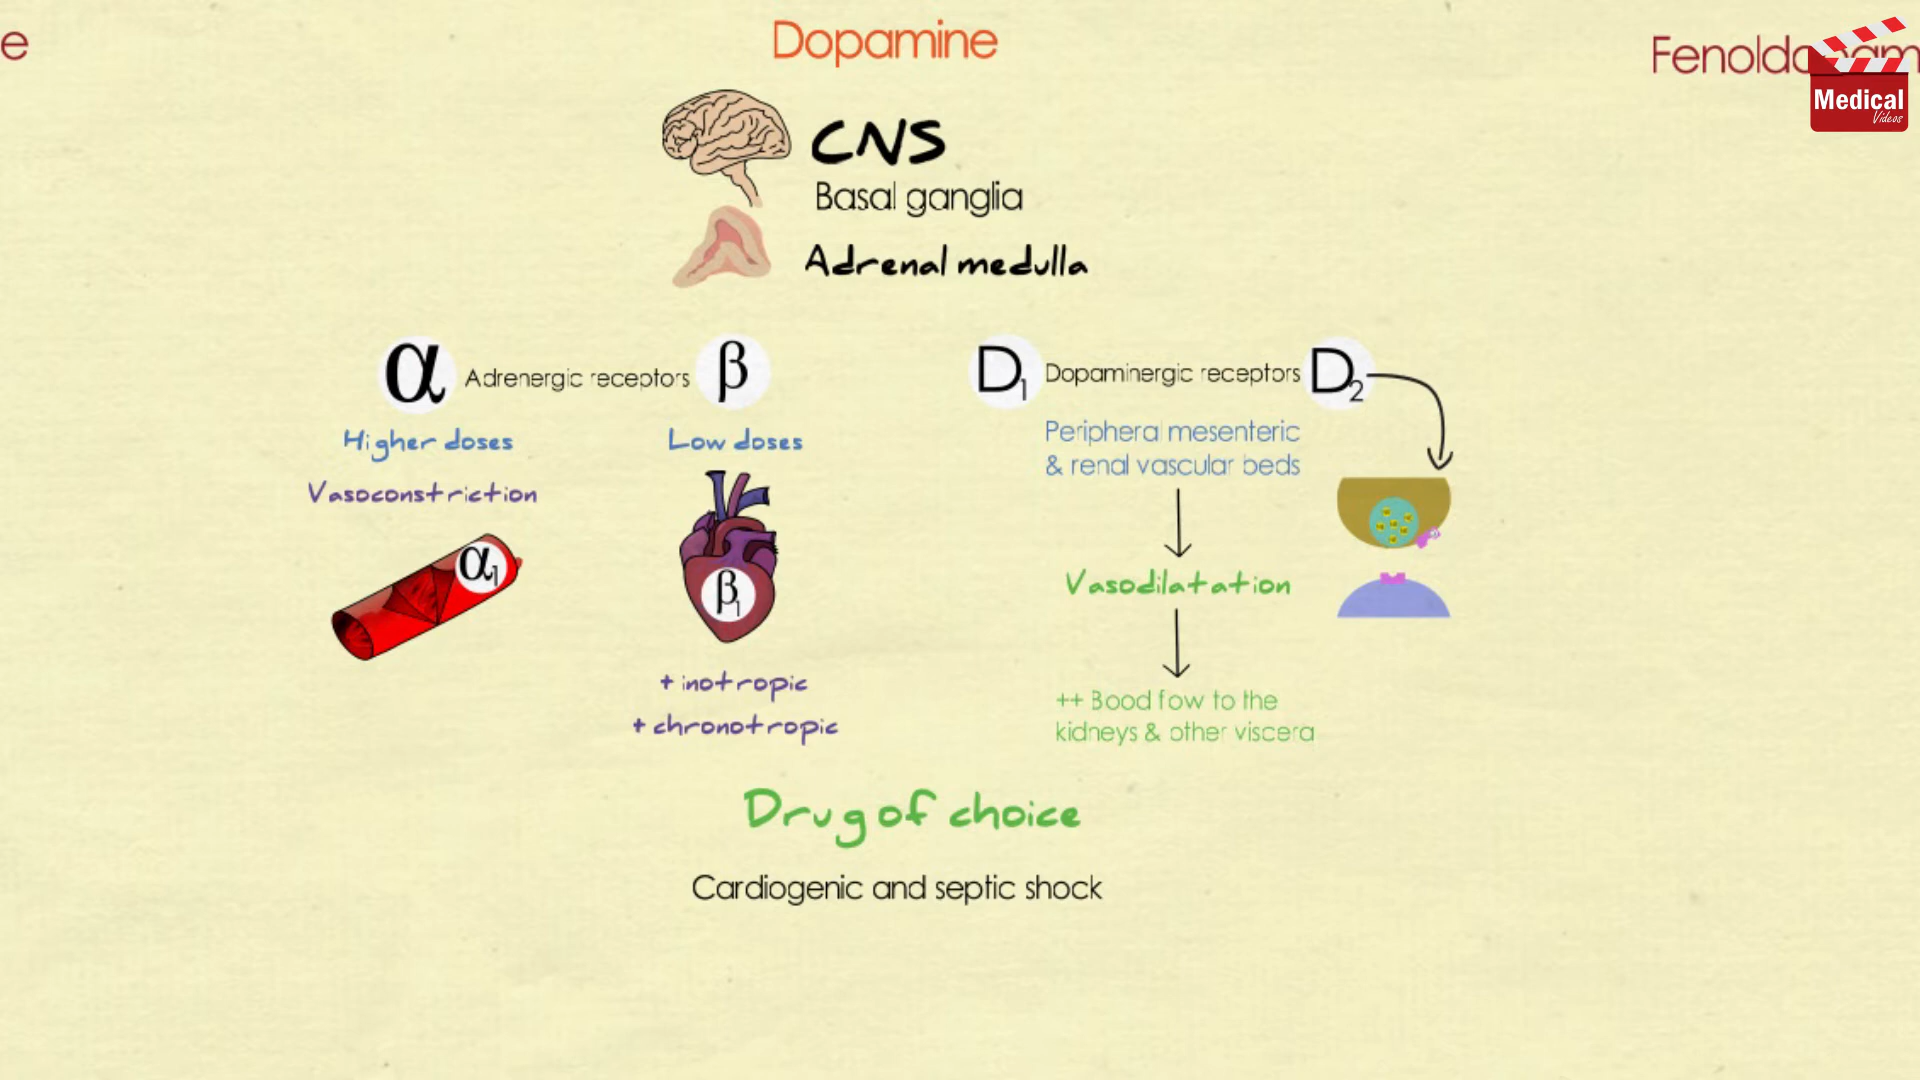 e
Dopamine
Medical
Videos
CNS
Basal ganglia
Adrenal medulla
α Adrenergic receptors β
D1 Dopaminergic receptors D2
Higher doses
Vasoconstriction
α1
Low doses
β1
+ inotropic
+ chronotropic
Peripheral mesenteric
& renal vascular beds
Vasodilatation
++ Bood fow to the
kidneys & other viscera
Drug of choice
Cardiogenic and septic shock